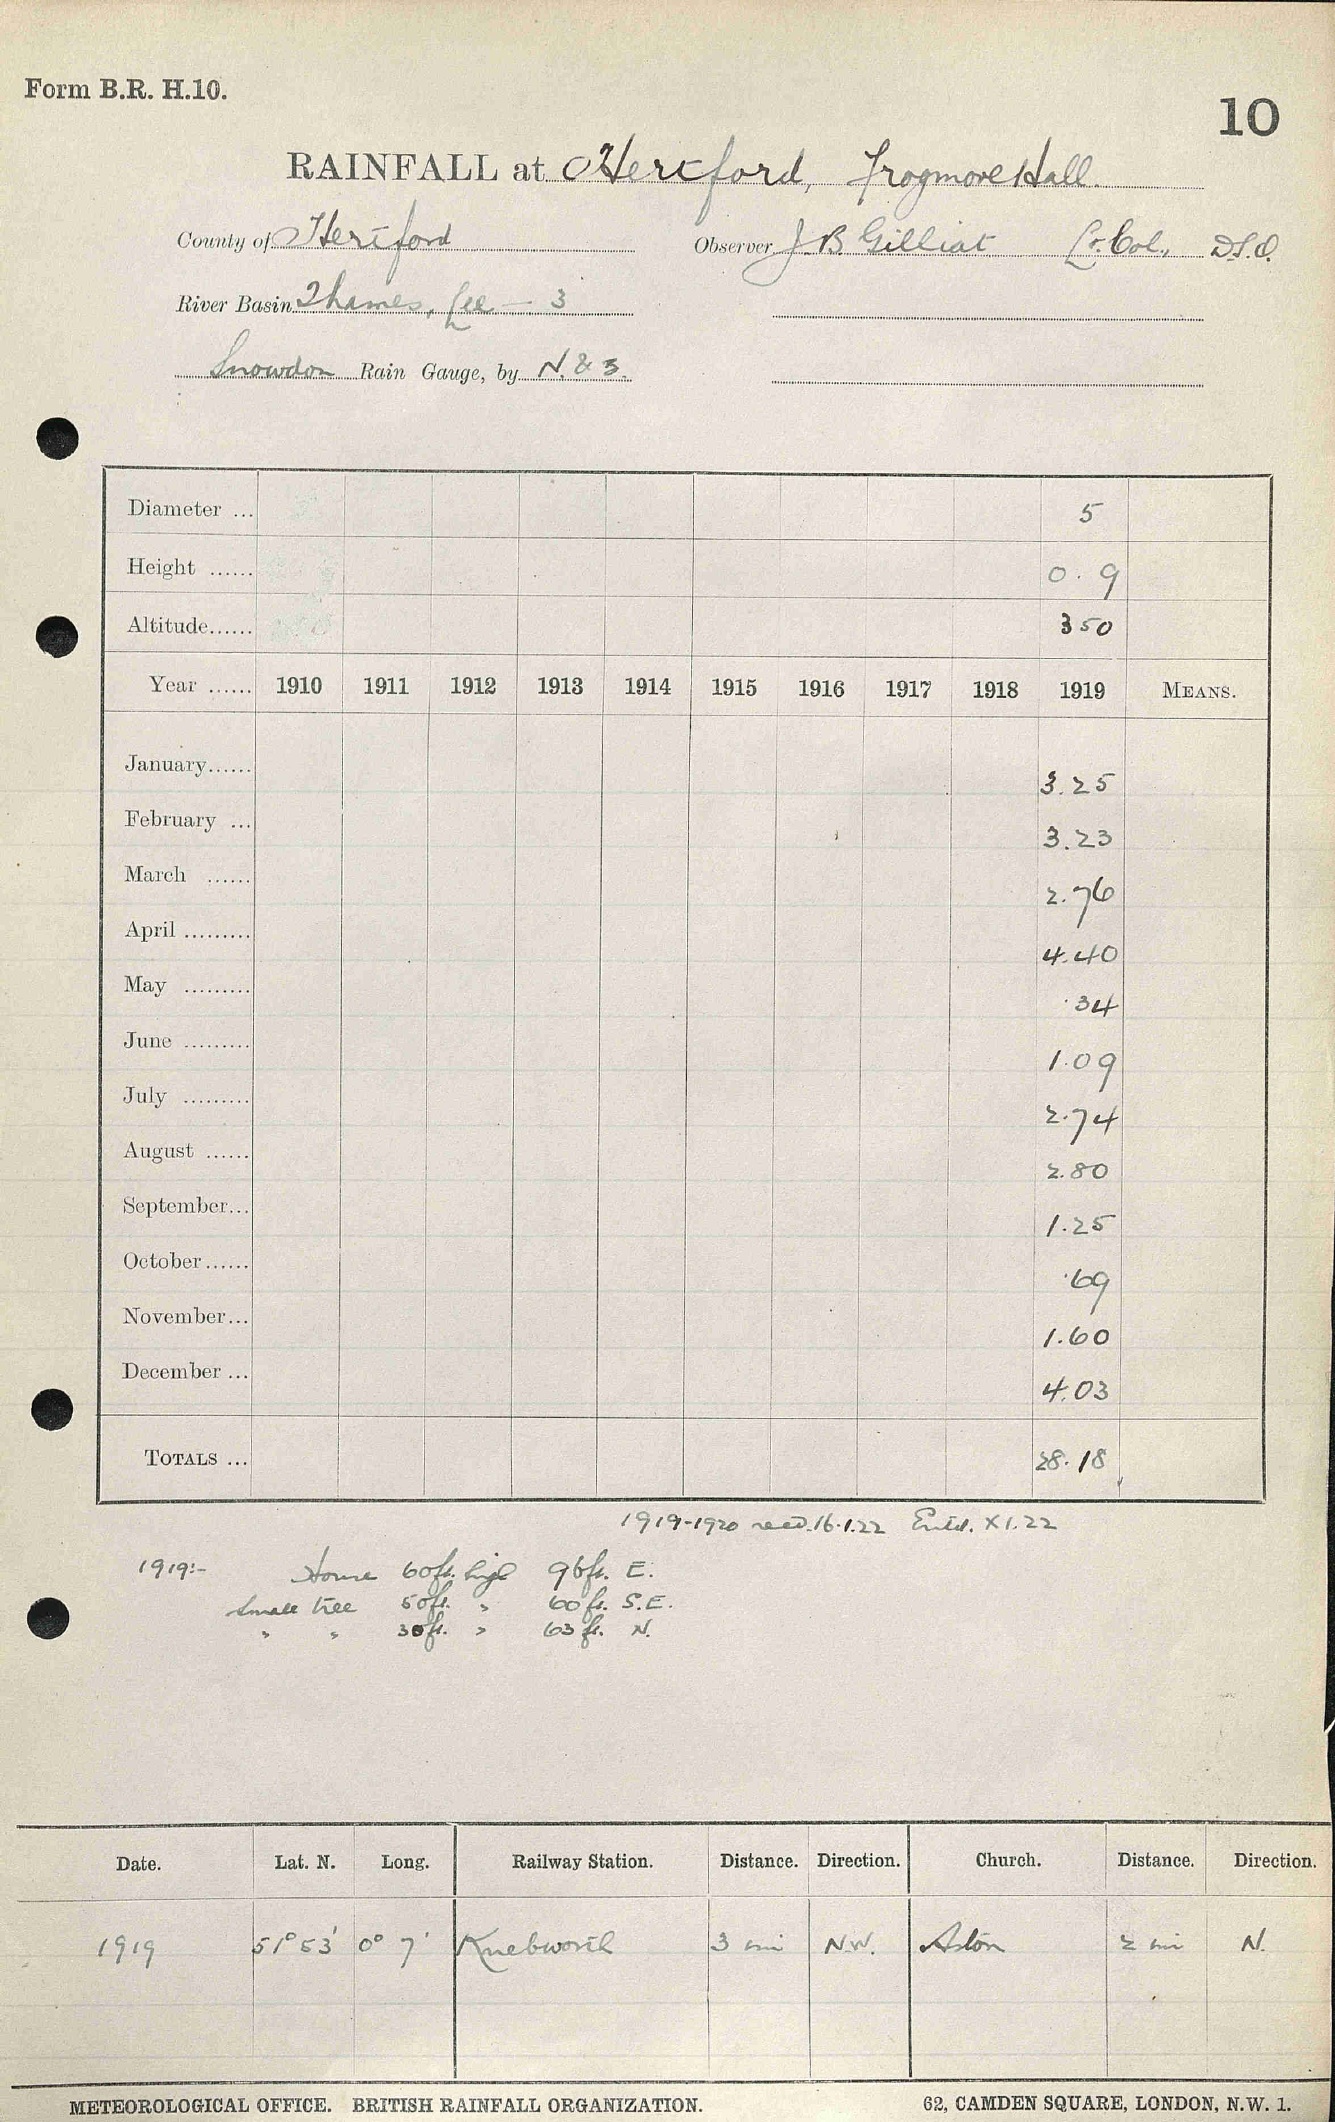 Form B.R. H.10.
10
RAINFALL at Hertford, Frogmore Hall.
County of Hertford Observer J. B. Gilliat Lt. Col., D.S.O.
River Basin Thames, Lee — 3
Snowdon Rain Gauge, by N. & Z.
Diameter ... 5
Height ...... 0. 9
Altitude...... 350
Year ...... 1910 1911 1912 1913 1914 1915 1916 1917 1918 1919 MEANS.
January...... 3.25
February ... 3.23
March ...... 2.76
April ......... 4.40
May ......... .34
June ......... 1.09
July ......... 2.74
August ...... 2.80
September... 1.25
October...... .69
November... 1.60
December ... 4.03
TOTALS ... 28.18
1919-1920 recd. 16.1.22 Entd. X1.22
1919:- House 60ft. high 96ft. E.
Small tree 50ft. " 60ft. S.E.
" " 30ft. " 63ft. N.
Date. Lat. N. Long. Railway Station. Distance. Direction. Church. Distance. Direction.
1919 51° 53' 0° 7' Knebworth 3 mi N.W. Aston 2 mi N.
METEOROLOGICAL OFFICE. BRITISH RAINFALL ORGANIZATION. 62, CAMDEN SQUARE, LONDON, N.W. 1.